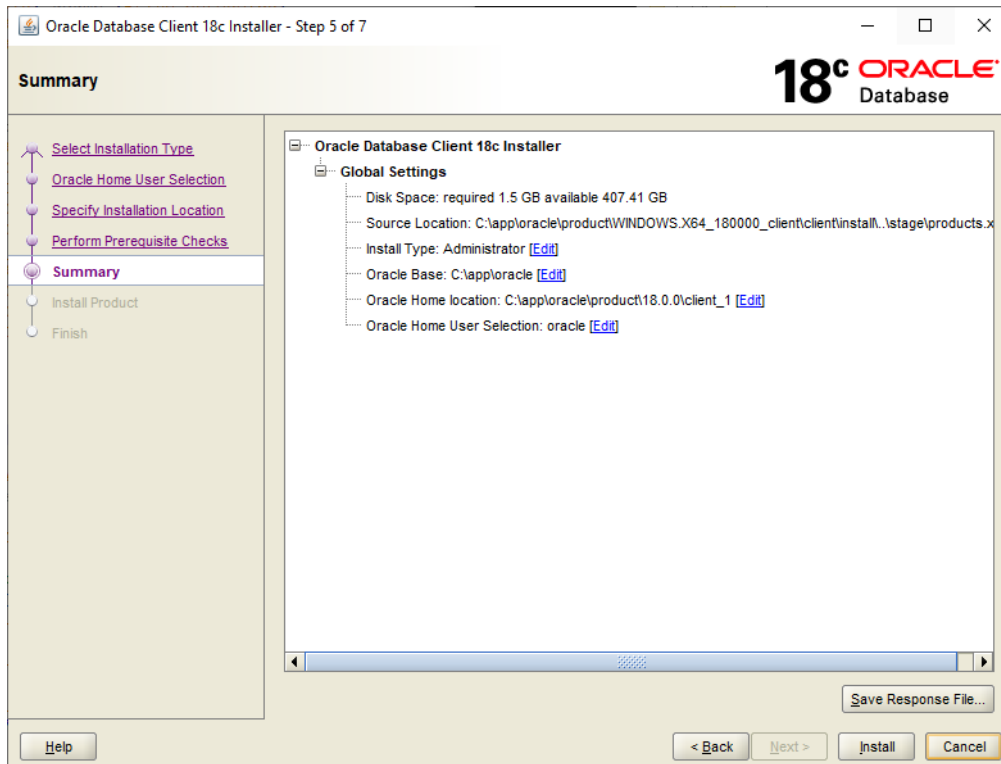 Oracle Database Client 18c Installer - Step 5 of 7
Summary
18c ORACLE
Database
Select Installation Type
Oracle Home User Selection
Specify Installation Location
Perform Prerequisite Checks
Summary
Install Product
Finish
Oracle Database Client 18c Installer
Global Settings
Disk Space: required 1.5 GB available 407.41 GB
Source Location: C:\app\oracle\product\WINDOWS.X64_180000_client\client\install\..\stage\products.x
Install Type: Administrator [Edit]
Oracle Base: C:\app\oracle [Edit]
Oracle Home location: C:\app\oracle\product\18.0.0\client_1 [Edit]
Oracle Home User Selection: oracle [Edit]
Save Response File...
Help
< Back
Next >
Install
Cancel